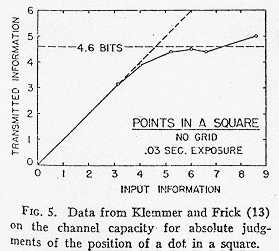 6
5
4
3
2
1
0
TRANSMITTED INFORMATION
4.6 BITS
POINTS IN A SQUARE
NO GRID
.03 SEC. EXPOSURE
0 1 2 3 4 5 6 7 8 9
INPUT INFORMATION
FIG. 5. Data from Klemmer and Frick (13)
on the channel capacity for absolute judg-
ments of the position of a dot in a square.